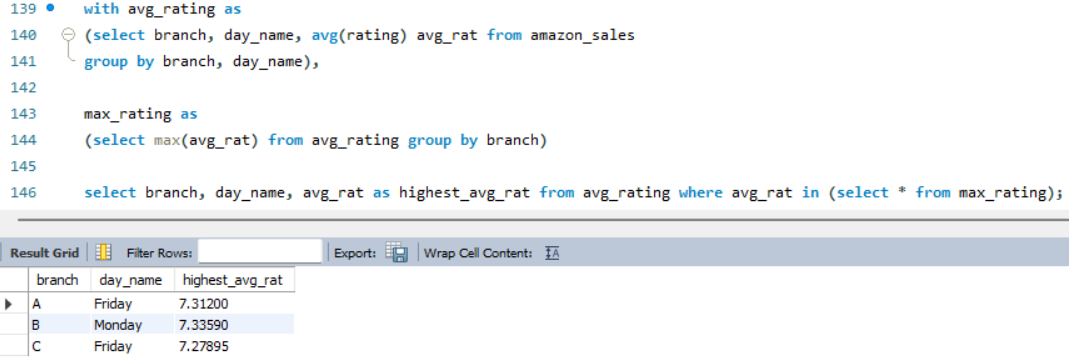 139 with avg_rating as
140 (select branch, day_name, avg(rating) avg_rat from amazon_sales
141 group by branch, day_name),
142
143 max_rating as
144 (select max(avg_rat) from avg_rating group by branch)
145
146 select branch, day_name, avg_rat as highest_avg_rat from avg_rating where avg_rat in (select * from max_rating);
Result Grid Filter Rows: Export: Wrap Cell Content: IA
branch day_name highest_avg_rat
A Friday 7.31200
B Monday 7.33590
C Friday 7.27895